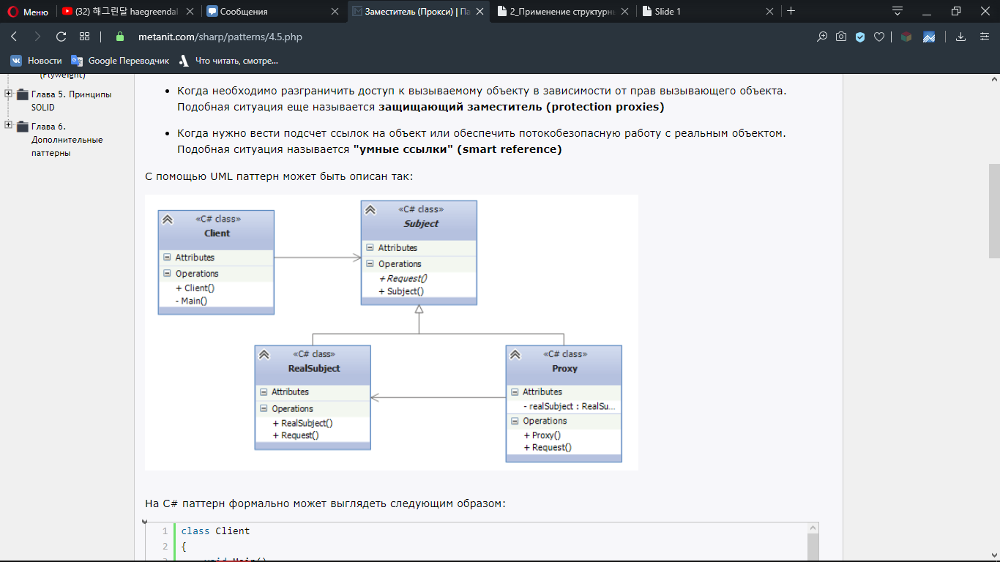 Меню
(32) 해그린달 haegreendal
Сообщения
Заместитель (Прокси) | Па
2_Применение структурны
Slide 1
metanit.com/sharp/patterns/4.5.php
Новости
Google Переводчик
Что читать, смотре...
(Flyweight)
Глава 5. Принципы
SOLID
Глава 6.
Дополнительные
паттерны
Когда необходимо разграничить доступ к вызываемому объекту в зависимости от прав вызывающего объекта.
Подобная ситуация еще называется защищающий заместитель (protection proxies)
Когда нужно вести подсчет ссылок на объект или обеспечить потокобезопасную работу с реальным объектом.
Подобная ситуация называется "умные ссылки" (smart reference)
С помощью UML паттерн может быть описан так:
«C# class»
Client
Attributes
Operations
+ Client()
- Main()
«C# class»
Subject
Attributes
Operations
+ Request()
+ Subject()
«C# class»
RealSubject
Attributes
Operations
+ RealSubject()
+ Request()
«C# class»
Proxy
Attributes
- realSubject : RealSu...
Operations
+ Proxy()
+ Request()
На C# паттерн формально может выглядеть следующим образом:
1 class Client
2 {
3 void Main()